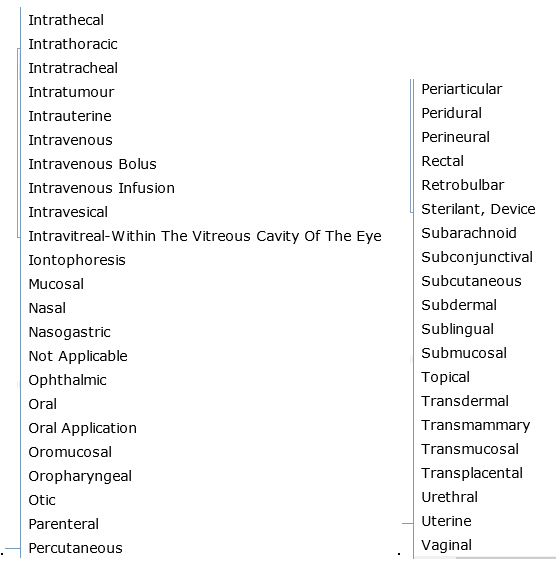 Intrathecal
Intrathoracic
Intratracheal
Intratumour
Intrauterine
Intravenous
Intravenous Bolus
Intravenous Infusion
Intravesical
Intravitreal-Within The Vitreous Cavity Of The Eye
Iontophoresis
Mucosal
Nasal
Nasogastric
Not Applicable
Ophthalmic
Oral
Oral Application
Oromucosal
Oropharyngeal
Otic
Parenteral
Percutaneous
Periarticular
Peridural
Perineural
Rectal
Retrobulbar
Sterilant, Device
Subarachnoid
Subconjunctival
Subcutaneous
Subdermal
Sublingual
Submucosal
Topical
Transdermal
Transmammary
Transmucosal
Transplacental
Urethral
Uterine
Vaginal